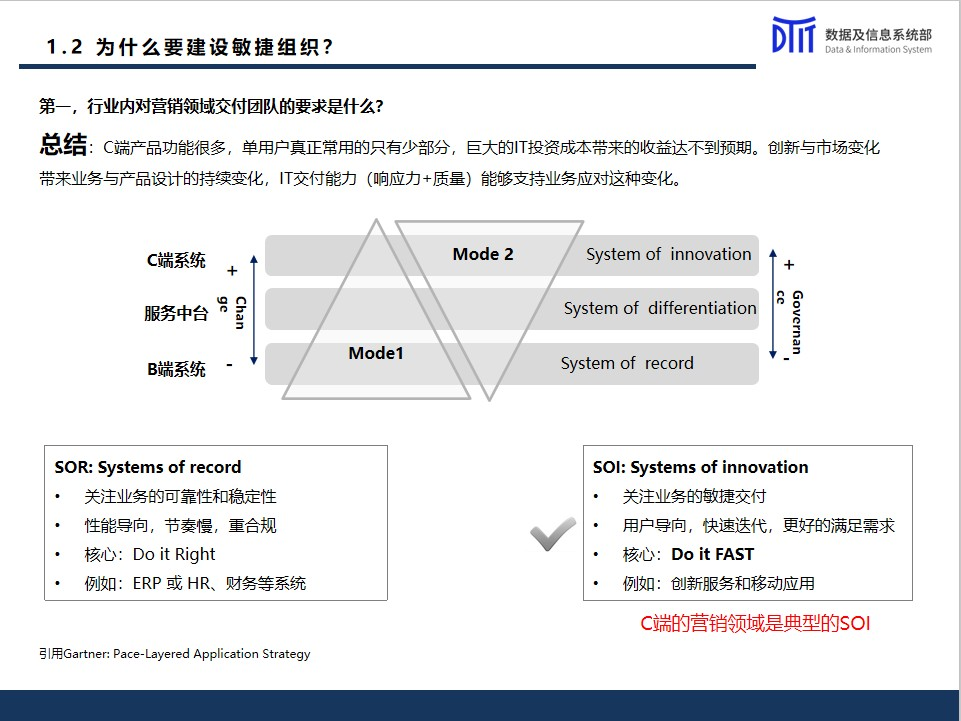 1.2 为什么要建设敏捷组织？
DTIT 数据及信息系统部
Data & Information System
第一，行业内对营销领域交付团队的要求是什么?
总结：C端产品功能很多，单用户真正常用的只有少部分，巨大的IT投资成本带来的收益达不到预期。创新与市场变化
带来业务与产品设计的持续变化，IT交付能力（响应力+质量）能够支持业务应对这种变化。
C端系统
服务中台
B端系统
+
Chan
ge
-
Mode 2
Mode1
System of innovation
System of differentiation
System of record
+
Governan
ce
-
SOR: Systems of record
• 关注业务的可靠性和稳定性
• 性能导向，节奏慢，重合规
• 核心：Do it Right
• 例如：ERP 或 HR、财务等系统
SOI: Systems of innovation
• 关注业务的敏捷交付
• 用户导向，快速迭代，更好的满足需求
• 核心：Do it FAST
• 例如：创新服务和移动应用
C端的营销领域是典型的SOI
引用Gartner: Pace-Layered Application Strategy